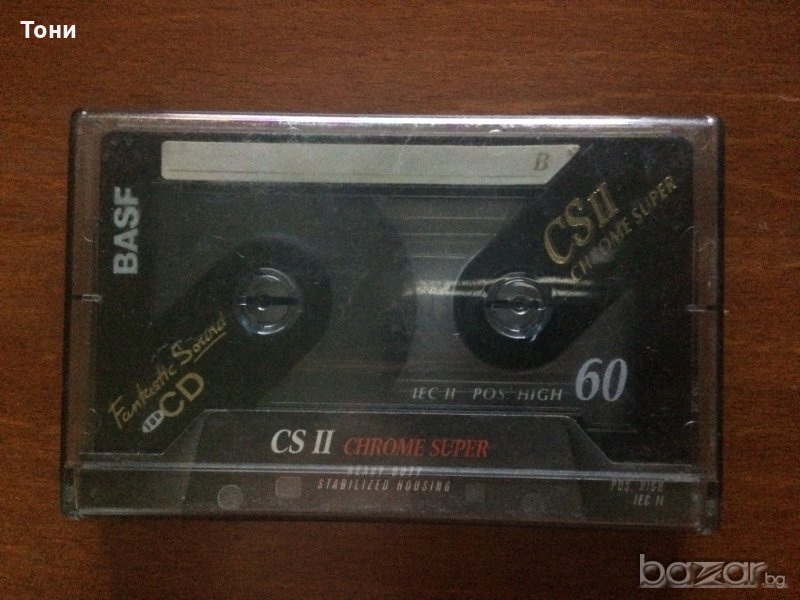 Тони
B
BASF
CS II
CHROME SUPER
Fantastic Sound
CD
IEC II POS. HIGH 60
CS II CHROME SUPER
HEAVY DUTY
STABILIZED HOUSING
POS. HIGH
IEC II
bazar.bg